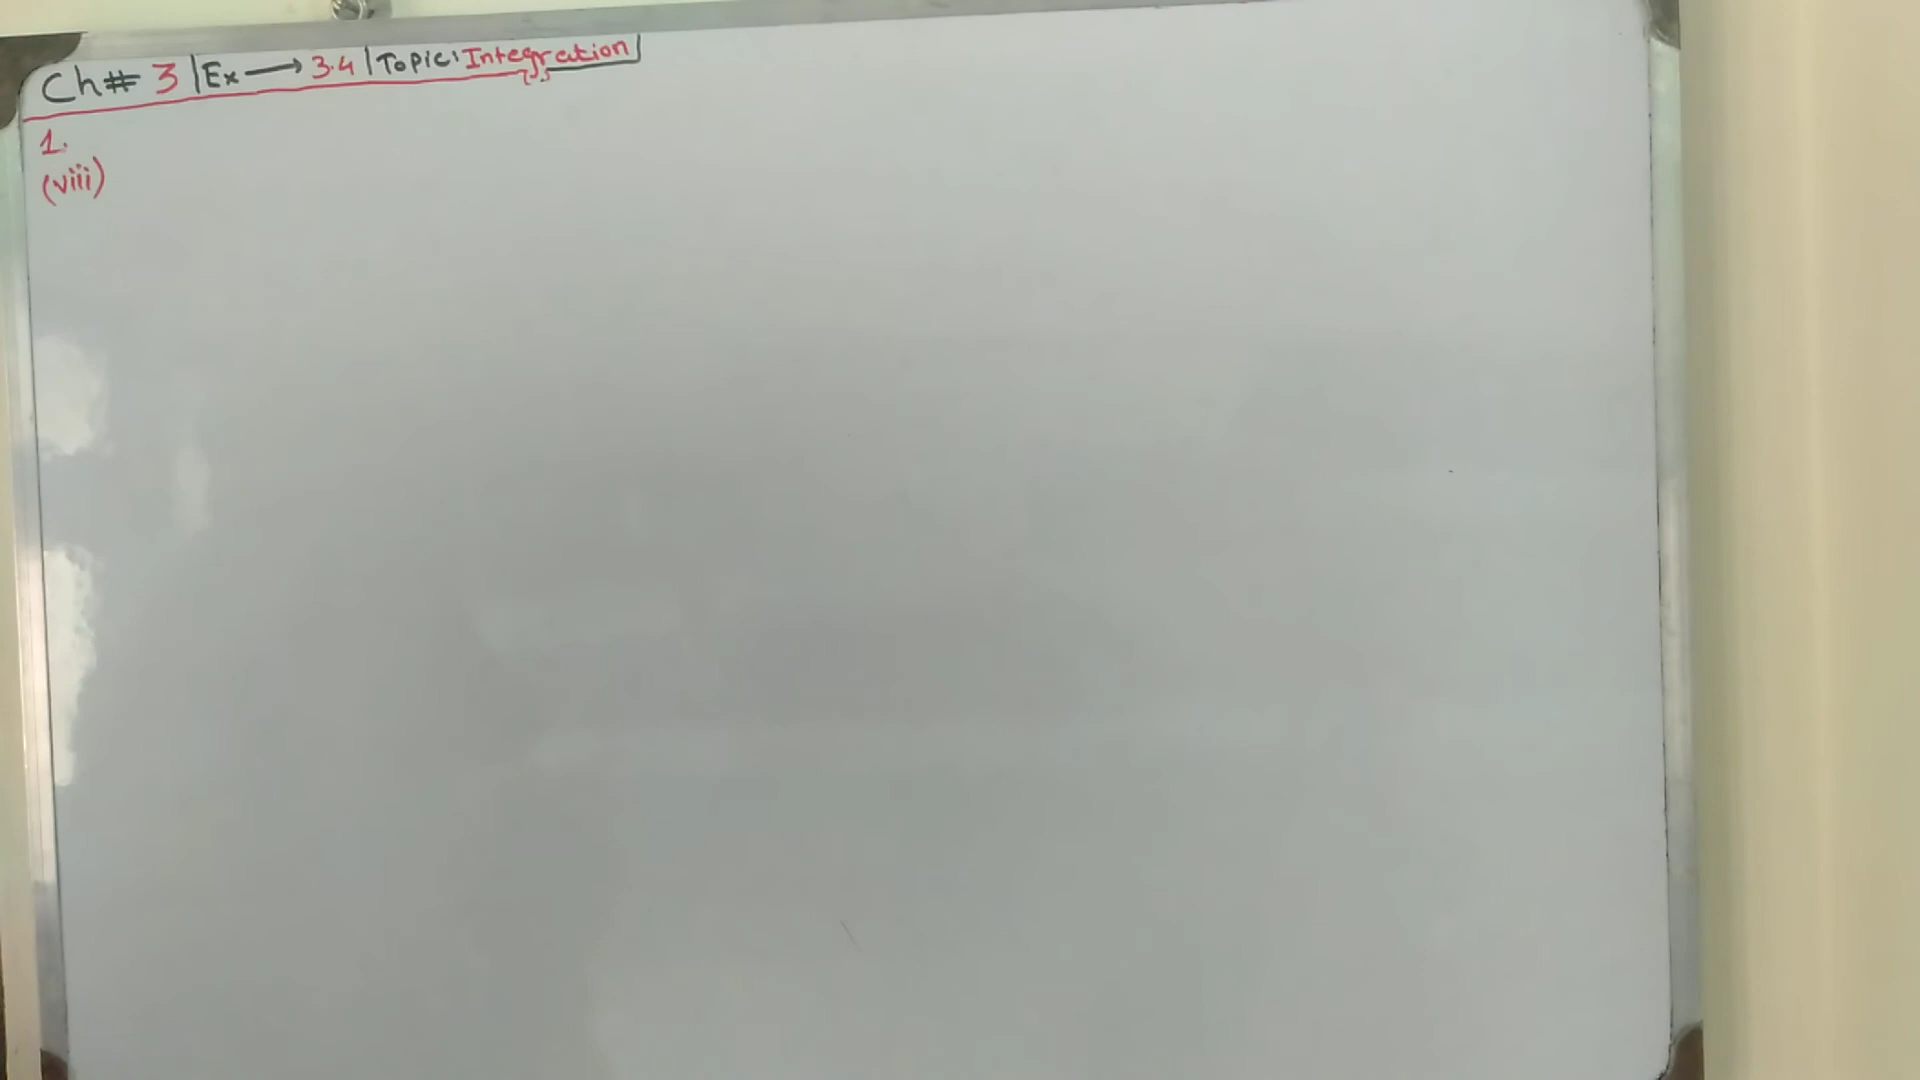 Ch# 3 | Ex → 3.4 | Topic: Integration
1.
(viii)